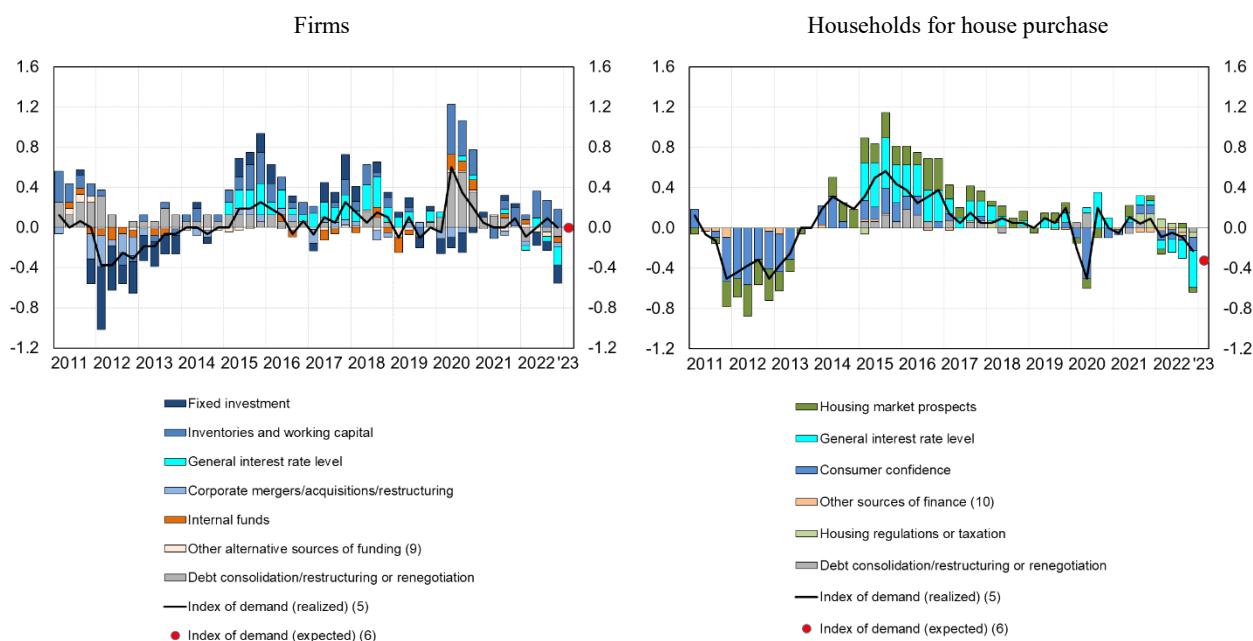 Firms
1.6 1.6
1.2 1.2
0.8 0.8
0.4 0.4
0.0 0.0
-0.4 -0.4
-0.8 -0.8
-1.2 -1.2
2011 2012 2013 2014 2015 2016 2017 2018 2019 2020 2021 2022 '23
Fixed investment
Inventories and working capital
General interest rate level
Corporate mergers/acquisitions/restructuring
Internal funds
Other alternative sources of funding (9)
Debt consolidation/restructuring or renegotiation
Index of demand (realized) (5)
Index of demand (expected) (6)
Households for house purchase
1.6 1.6
1.2 1.2
0.8 0.8
0.4 0.4
0.0 0.0
-0.4 -0.4
-0.8 -0.8
-1.2 -1.2
2011 2012 2013 2014 2015 2016 2017 2018 2019 2020 2021 2022 '23
Housing market prospects
General interest rate level
Consumer confidence
Other sources of finance (10)
Housing regulations or taxation
Debt consolidation/restructuring or renegotiation
Index of demand (realized) (5)
Index of demand (expected) (6)